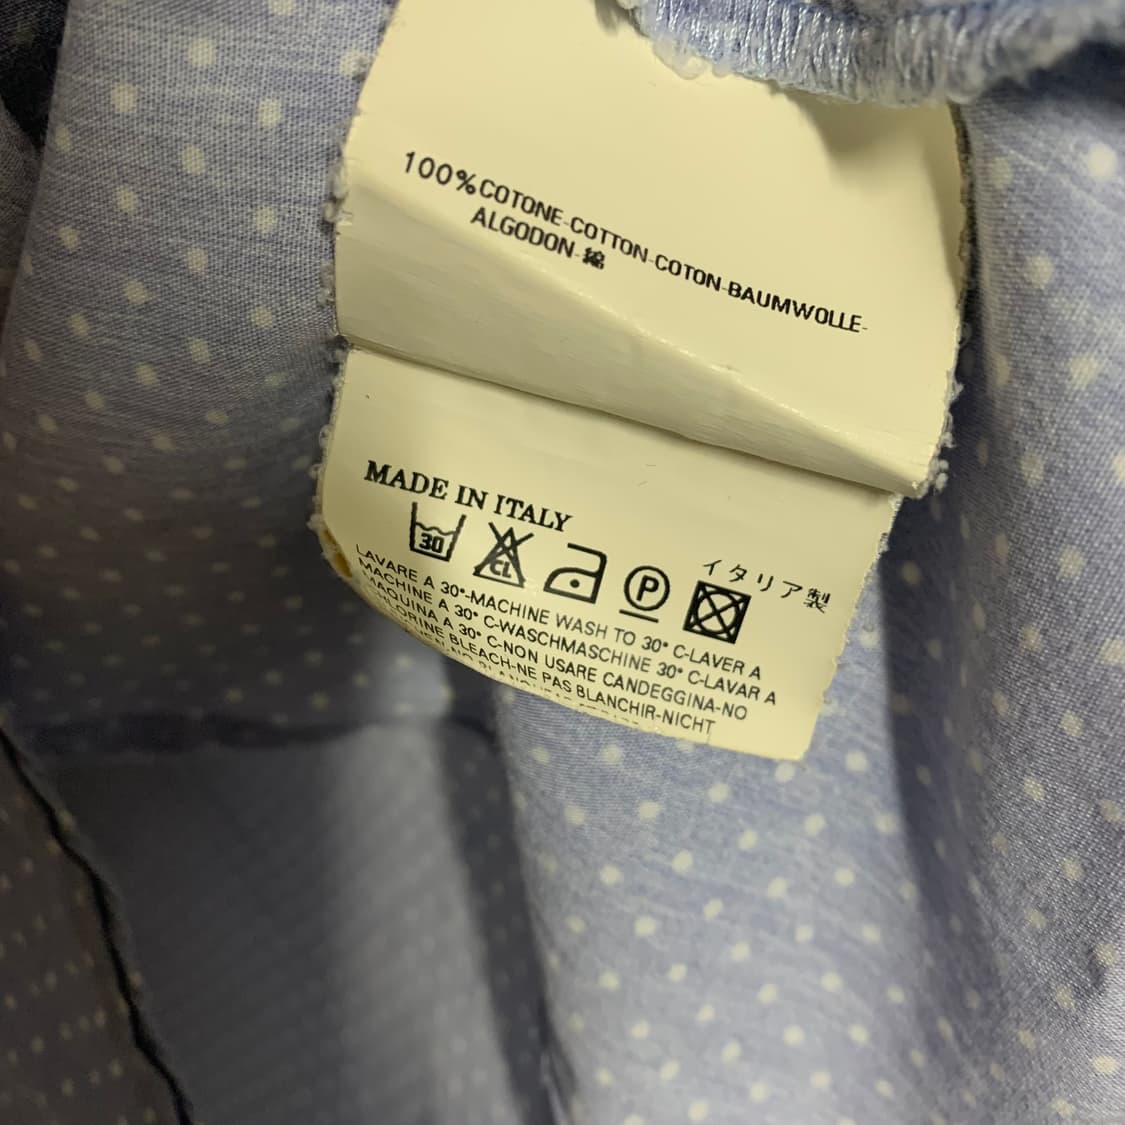 100%COTONE-COTTON-COTON-BAUMWOLLE-
ALGODON-綿
MADE IN ITALY
30 CL P
イタリア製
LAVARE A 30°-MACHINE WASH TO 30° C-LAVER A
MACHINE A 30° C-WASCHMASCHINE 30° C-LAVAR A
MAQUINA A 30° C-NON USARE CANDEGGINA-NO
CHLORINE BLEACH-NE PAS BLANCHIR-NICHT